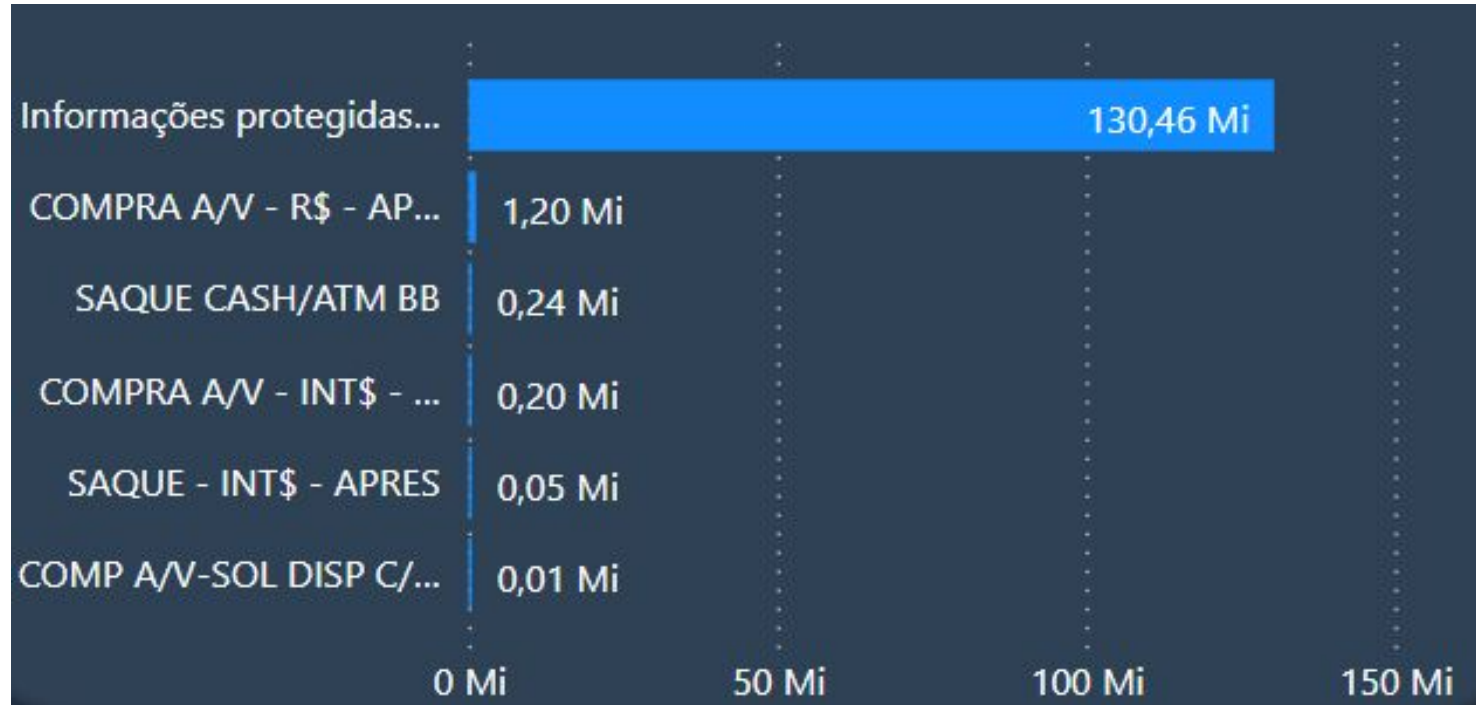 Informações protegidas... 130,46 Mi
COMPRA A/V - R$ - AP... 1,20 Mi
SAQUE CASH/ATM BB 0,24 Mi
COMPRA A/V - INT$ - ... 0,20 Mi
SAQUE - INT$ - APRES 0,05 Mi
COMP A/V-SOL DISP C/... 0,01 Mi
0 Mi 50 Mi 100 Mi 150 Mi